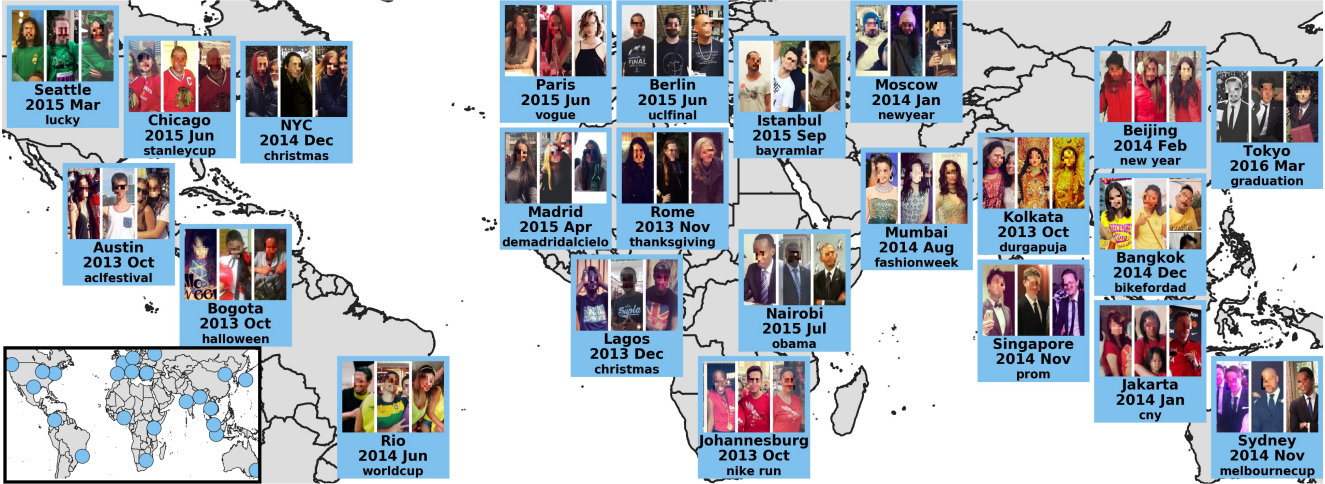 Seattle
2015 Mar
lucky
Chicago
2015 Jun
stanleycup
NYC
2014 Dec
christmas
Austin
2013 Oct
aclfestival
Bogota
2013 Oct
halloween
Rio
2014 Jun
worldcup
Paris
2015 Jun
vogue
Berlin
2015 Jun
uclfinal
FINAL
Istanbul
2015 Sep
bayramlar
Moscow
2014 Jan
newyear
Madrid
2015 Apr
demadridalcielo
Rome
2013 Nov
thanksgiving
Lagos
2013 Dec
christmas
Nairobi
2015 Jul
obama
Johannesburg
2013 Oct
nike run
Mumbai
2014 Aug
fashionweek
Kolkata
2013 Oct
durgapuja
Singapore
2014 Nov
prom
Beijing
2014 Feb
new year
Bangkok
2014 Dec
bikefordad
Jakarta
2014 Jan
cny
Tokyo
2016 Mar
graduation
Sydney
2014 Nov
melbournecup